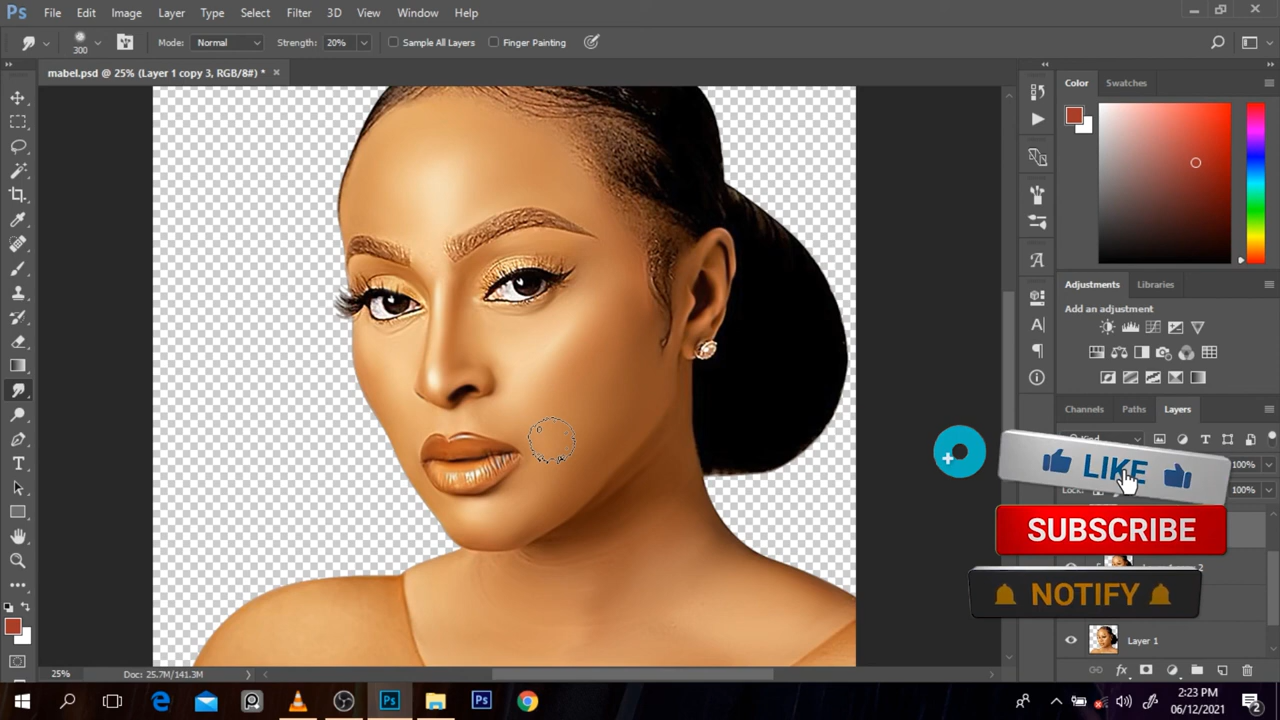 Ps File Edit Image Layer Type Select Filter 3D View Window Help
300 Mode: Normal Strength: 20% Sample All Layers Finger Painting
mabel.psd @ 25% (Layer 1 copy 3, RGB/8#) * ×
Color Swatches
Adjustments Libraries
Add an adjustment
Channels Paths Layers
Kind
100%
Lock: 100%
LIKE
SUBSCRIBE
2
NOTIFY
Layer 1
25% Doc: 25.7M/141.3M
2:23 PM
06/12/2021